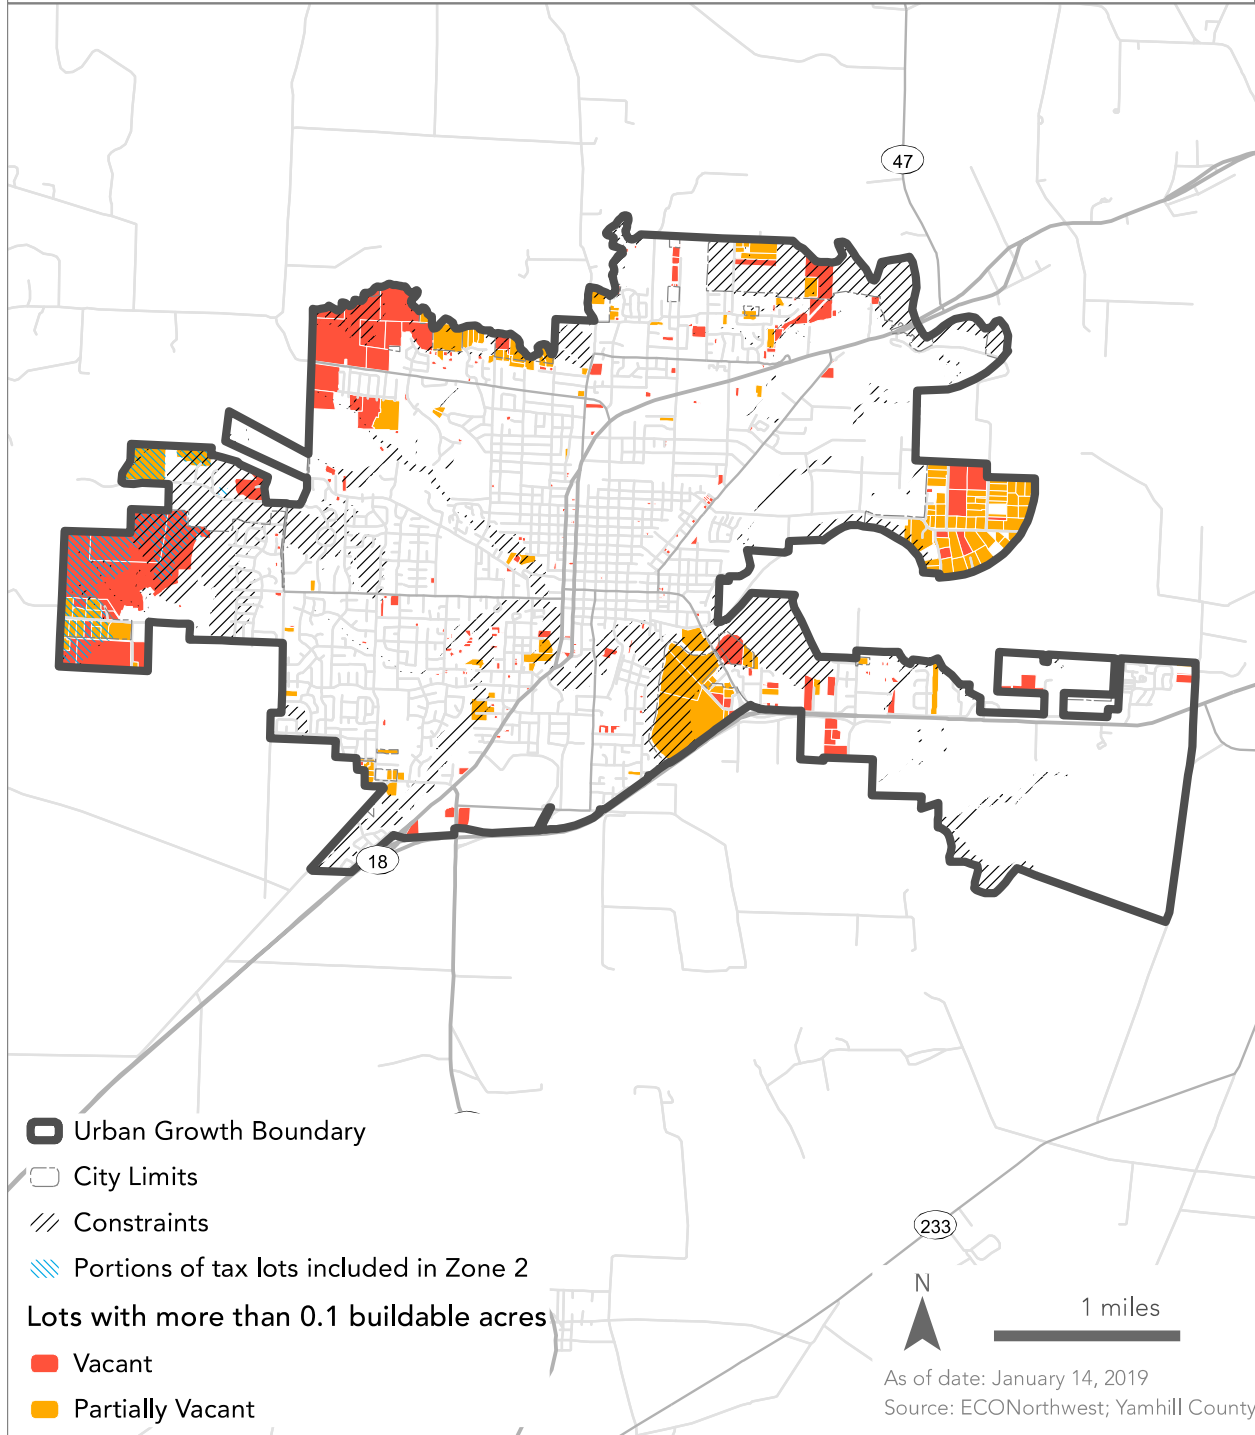 47
18
Urban Growth Boundary
City Limits
Constraints
Portions of tax lots included in Zone 2
Lots with more than 0.1 buildable acres
Vacant
Partially Vacant
233
N
1 miles
As of date: January 14, 2019
Source: ECONorthwest; Yamhill County